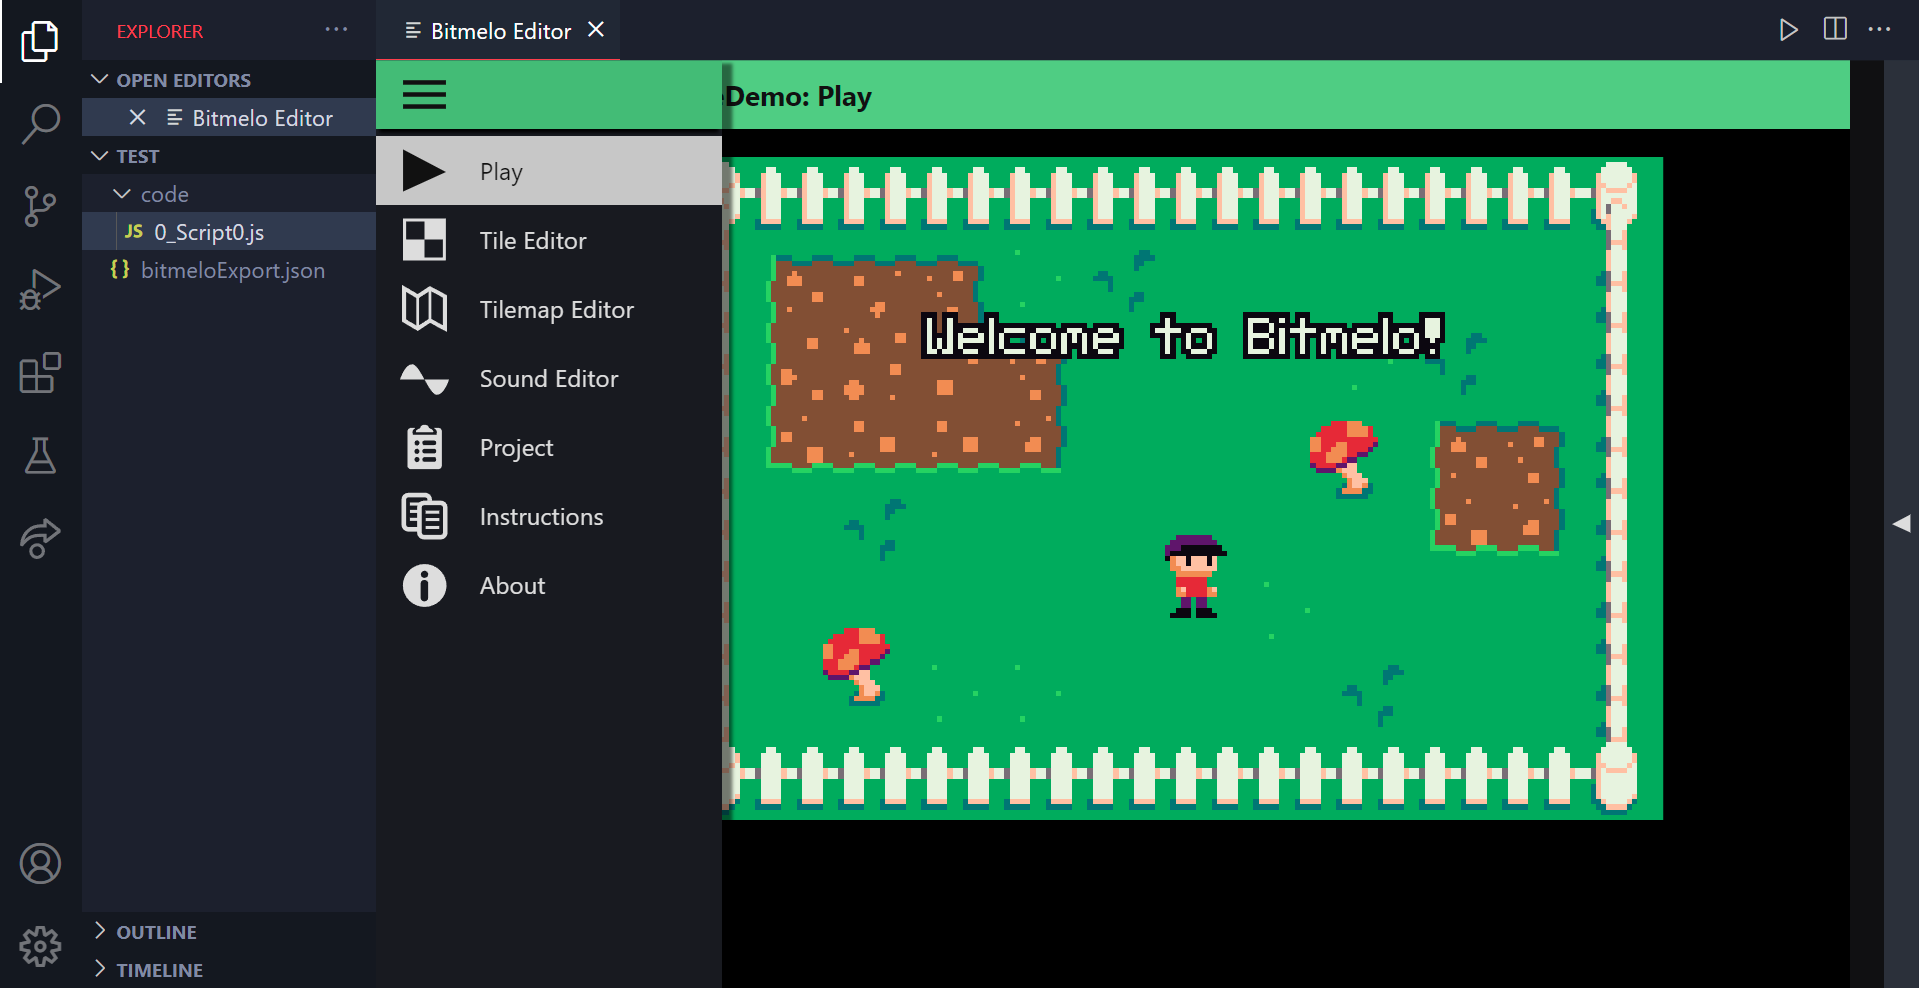 EXPLORER
OPEN EDITORS
Bitmelo Editor
TEST
code
JS 0_Script0.js
{} bitmeloExport.json
OUTLINE
TIMELINE
Bitmelo Editor
Demo: Play
Play
Tile Editor
Tilemap Editor
Sound Editor
Project
Instructions
About
Welcome to Bitmelo!